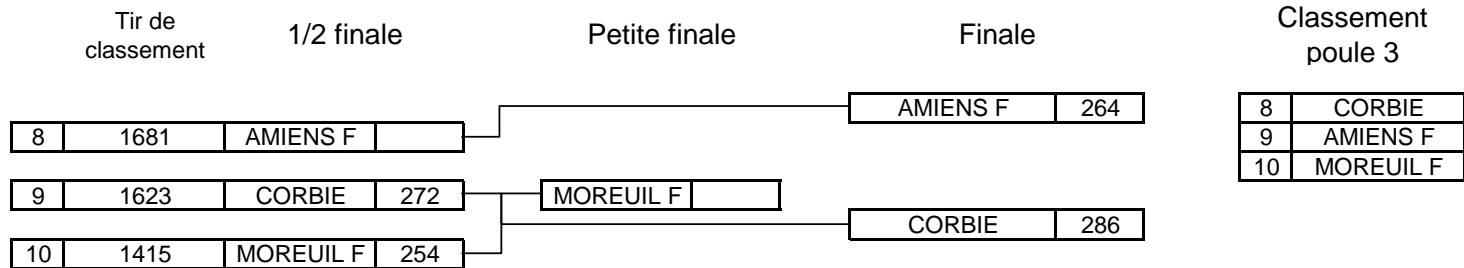 Tir de
classement
1/2 finale
Petite finale
Finale
Classement
poule 3
AMIENS F 264
8 CORBIE
8 1681 AMIENS F
9 AMIENS F
10 MOREUIL F
9 1623 CORBIE 272
MOREUIL F
CORBIE 286
10 1415 MOREUIL F 254